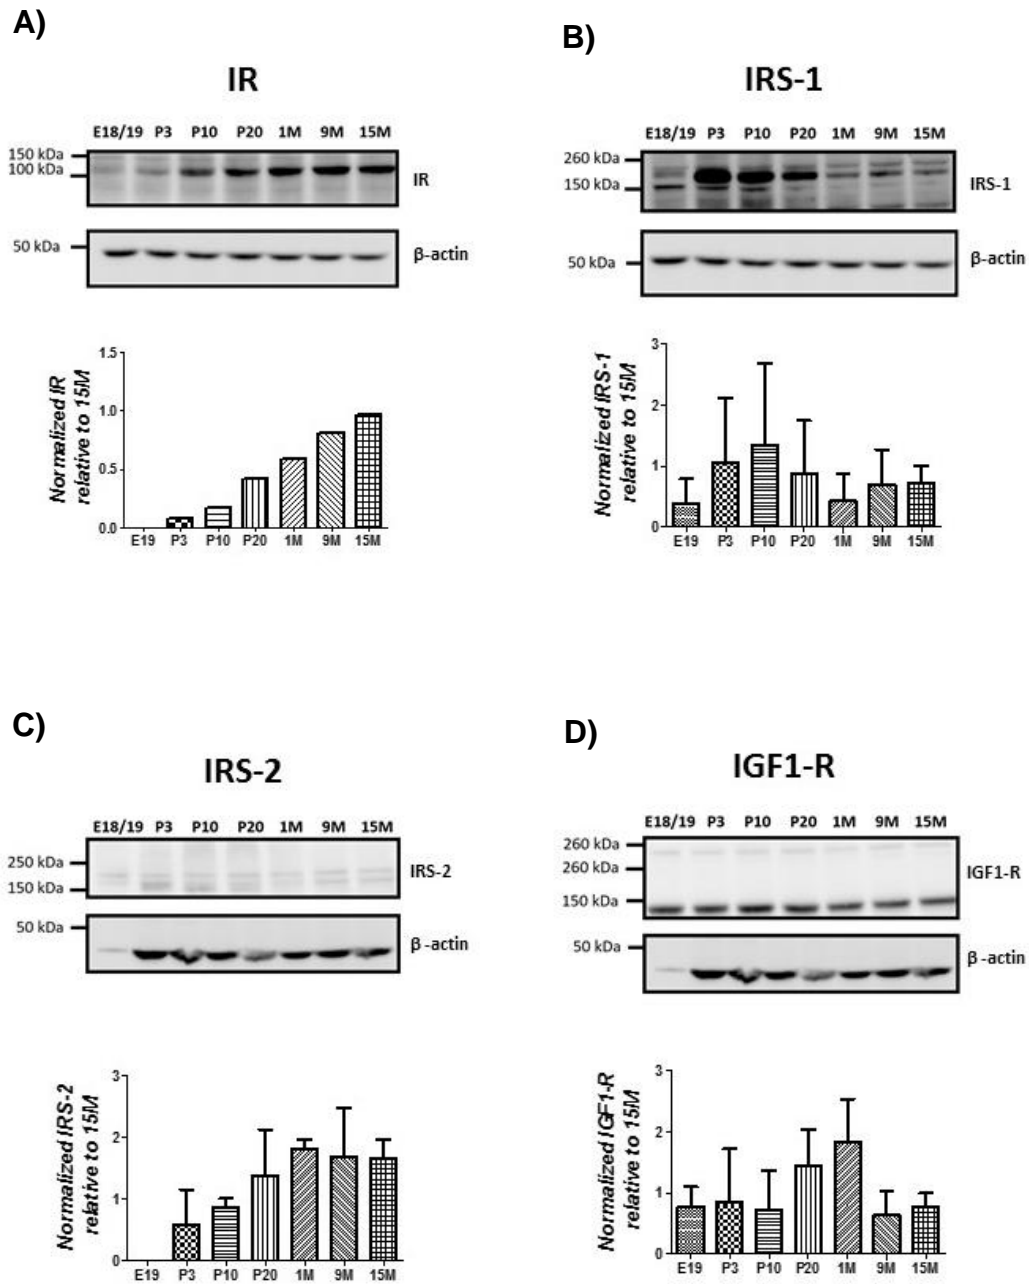 A)
IR
E18/19 P3 P10 P20 1M 9M 15M
150 kDa
100 kDa
IR
50 kDa
β-actin
Normalized IR
relative to 15M
1.5
1.0
0.5
0.0
E19 P3 P10 P20 1M 9M 15M
B)
IRS-1
E18/19 P3 P10 P20 1M 9M 15M
260 kDa
150 kDa
IRS-1
50 kDa
β-actin
Normalized IRS-1
relative to 15M
3
2
1
0
E19 P3 P10 P20 1M 9M 15M
C)
IRS-2
E18/19 P3 P10 P20 1M 9M 15M
250 kDa
150 kDa
IRS-2
50 kDa
β -actin
Normalized IRS-2
relative to 15M
3
2
1
0
E19 P3 P10 P20 1M 9M 15M
D)
IGF1-R
E18/19 P3 P10 P20 1M 9M 15M
260 kDa
260 kDa
150 kDa
IGF1-R
50 kDa
β -actin
Normalized IGF1-R
relative to 15M
3
2
1
0
E19 P3 P10 P20 1M 9M 15M